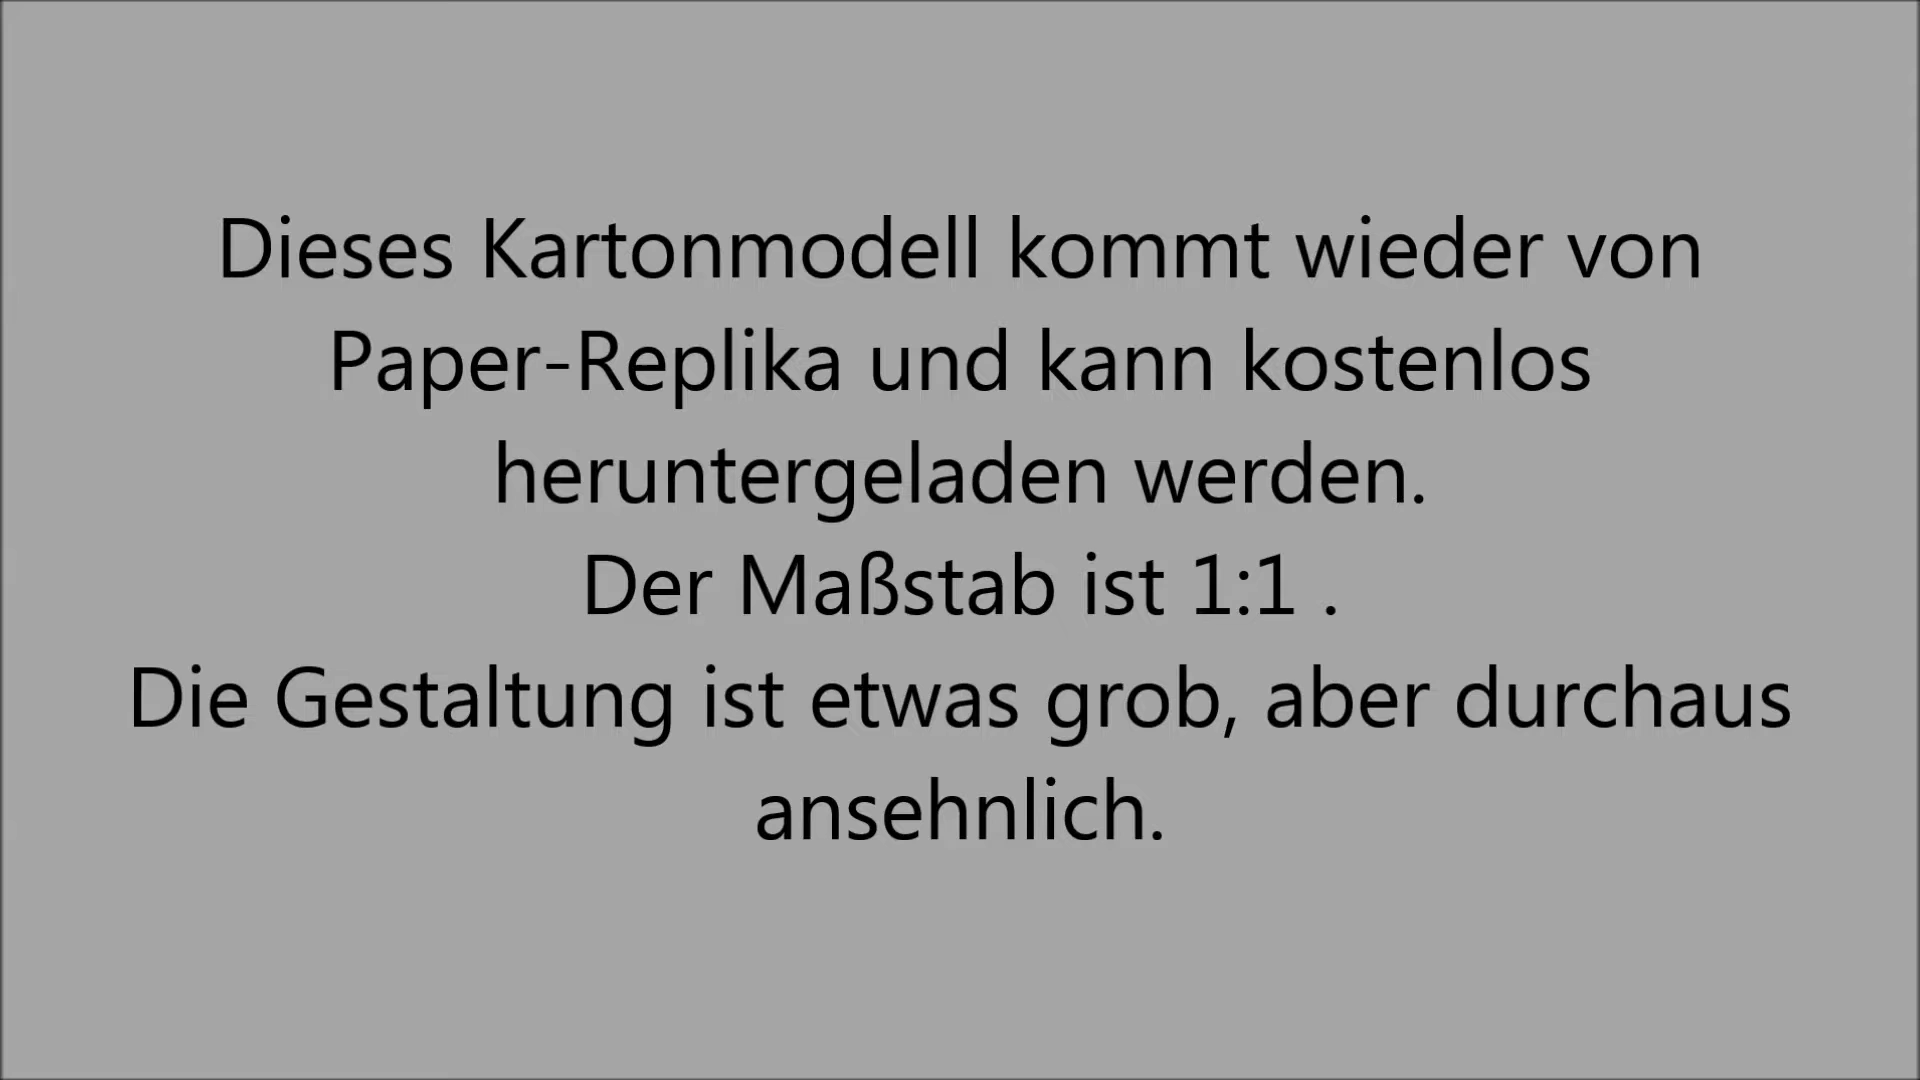 Dieses Kartonmodell kommt wieder von
Paper-Replika und kann kostenlos
heruntergeladen werden.
Der Maßstab ist 1:1 .
Die Gestaltung ist etwas grob, aber durchaus
ansehnlich.